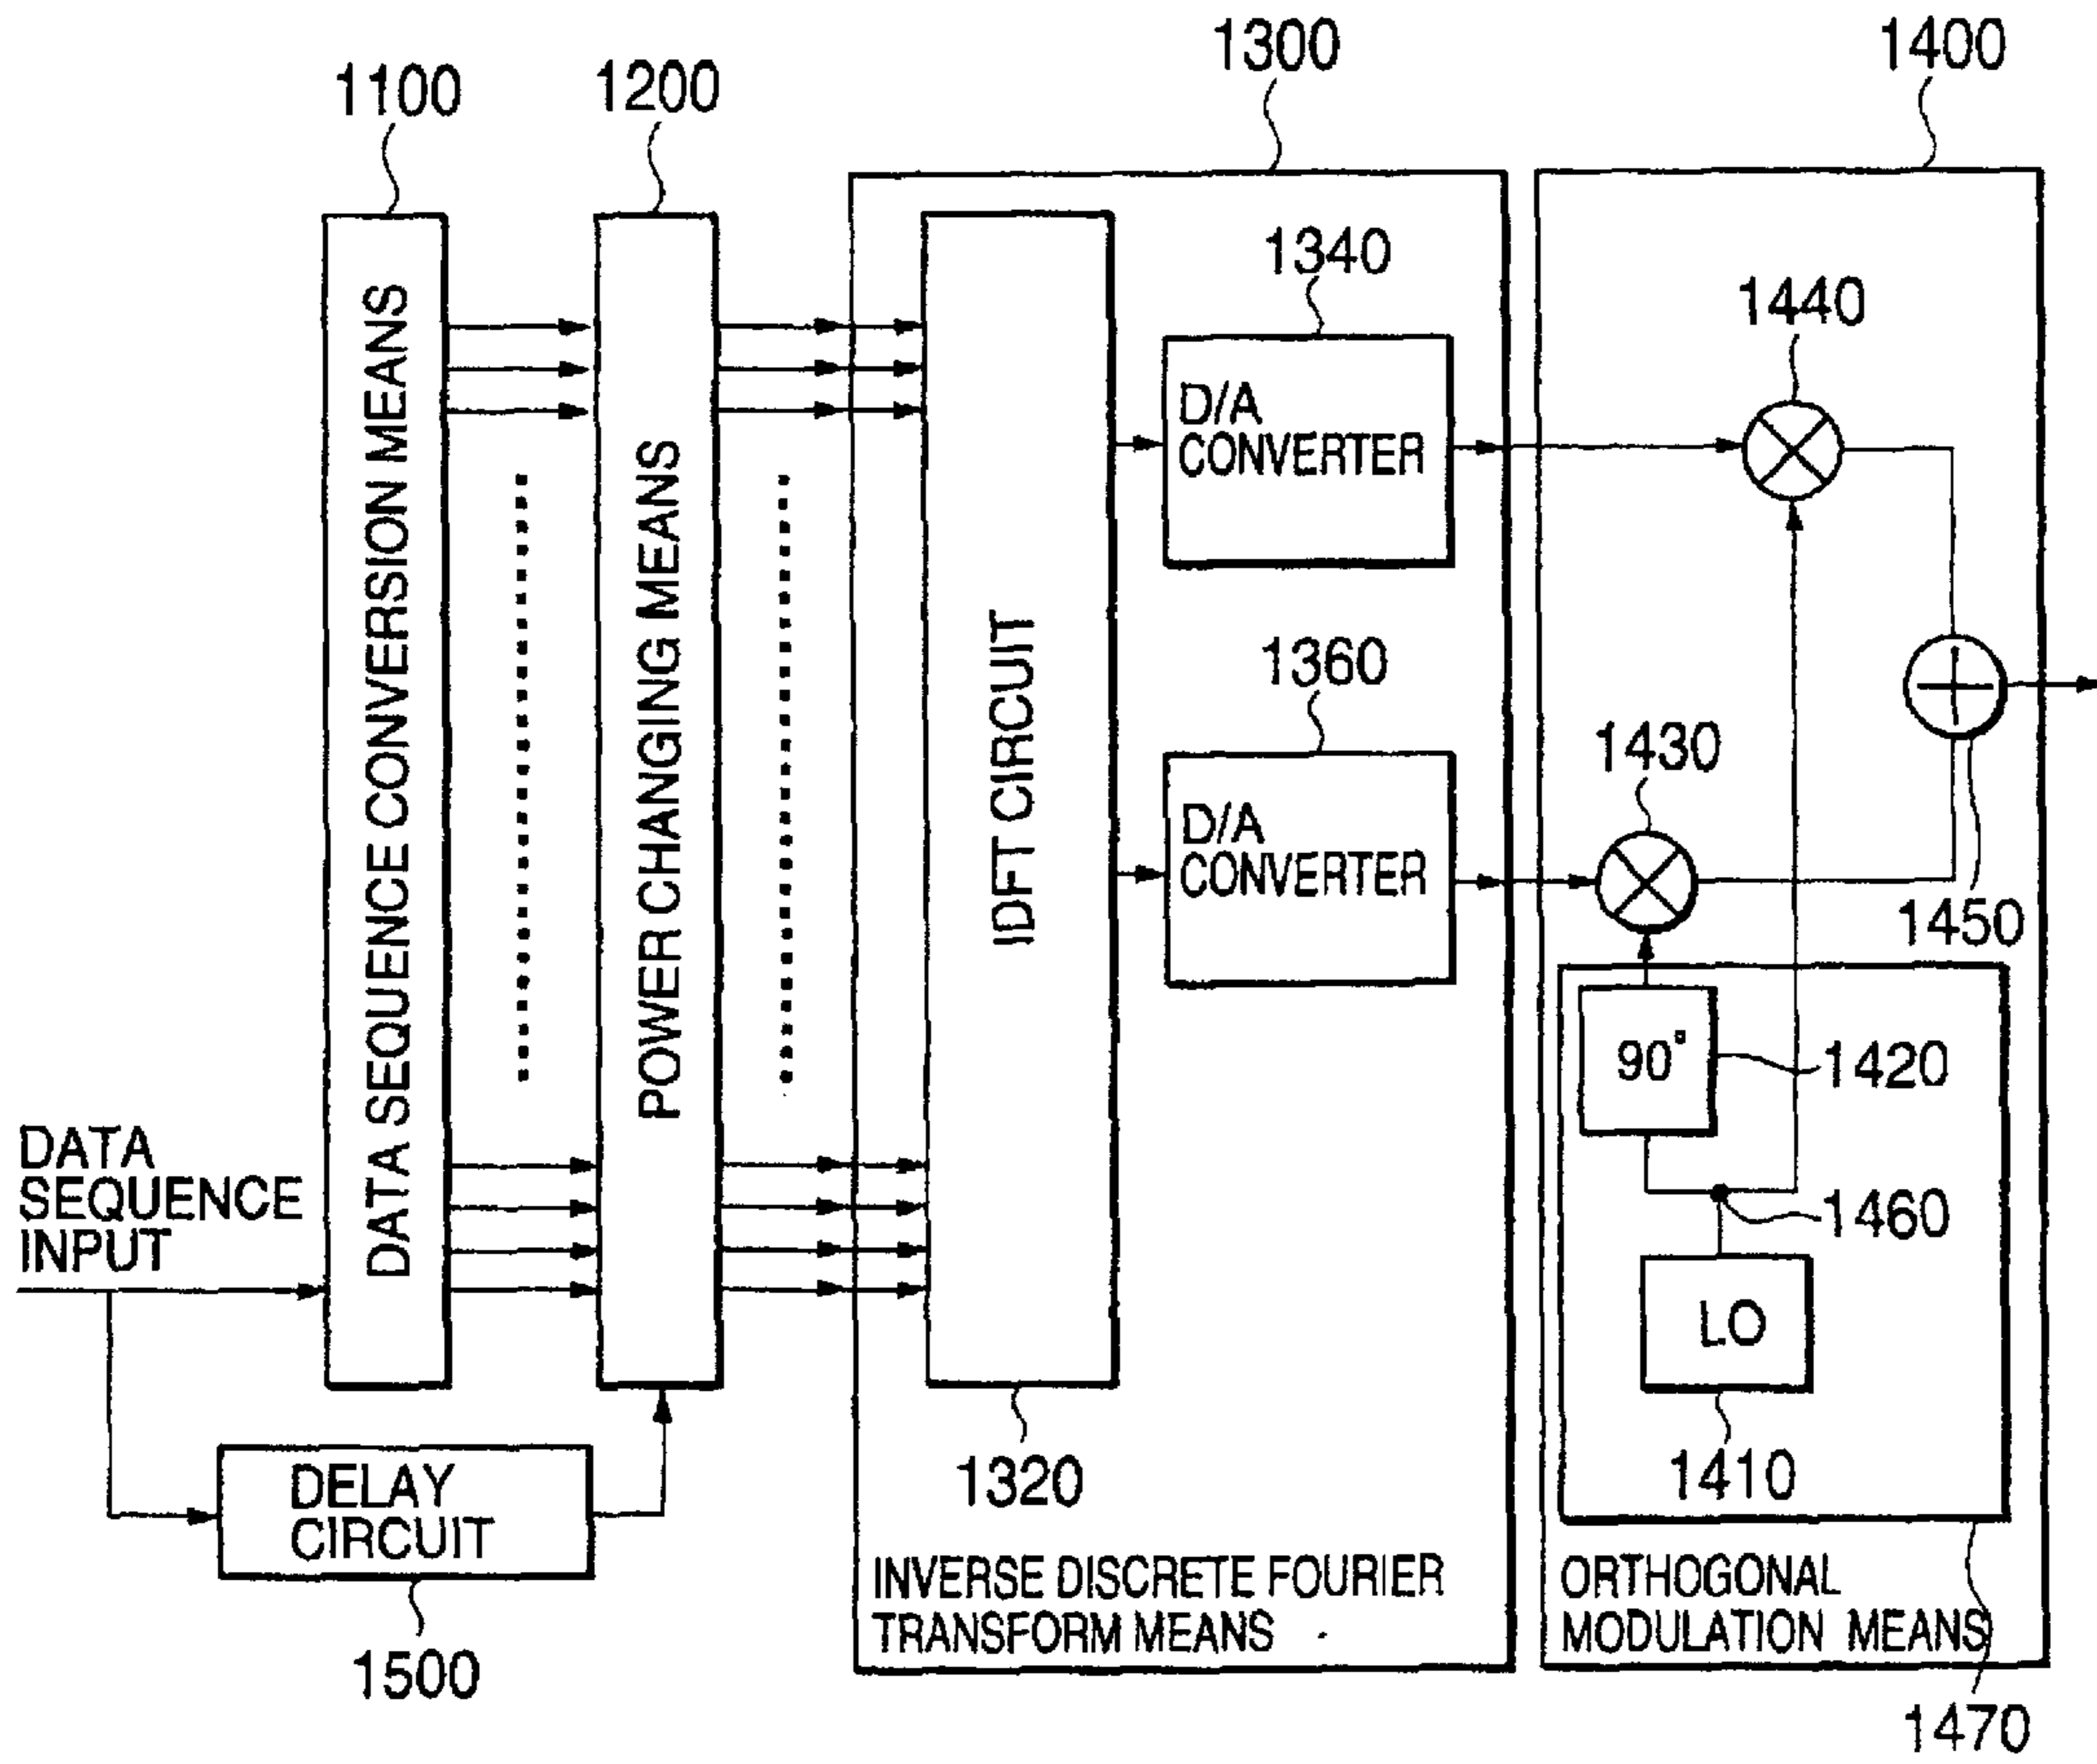 1300
1400
1100
1200
1340
1440
DATA SEQUENCE CONVERSION MEANS
POWER CHANGING MEANS
IDFT CIRCUIT
D/A
CONVERTER
1360
1430
D/A
CONVERTER
1450
90°
1420
DATA
SEQUENCE
INPUT
1460
LO
1410
1320
DELAY
CIRCUIT
1500
INVERSE DISCRETE FOURIER
TRANSFORM MEANS
ORTHOGONAL
MODULATION MEANS
1470